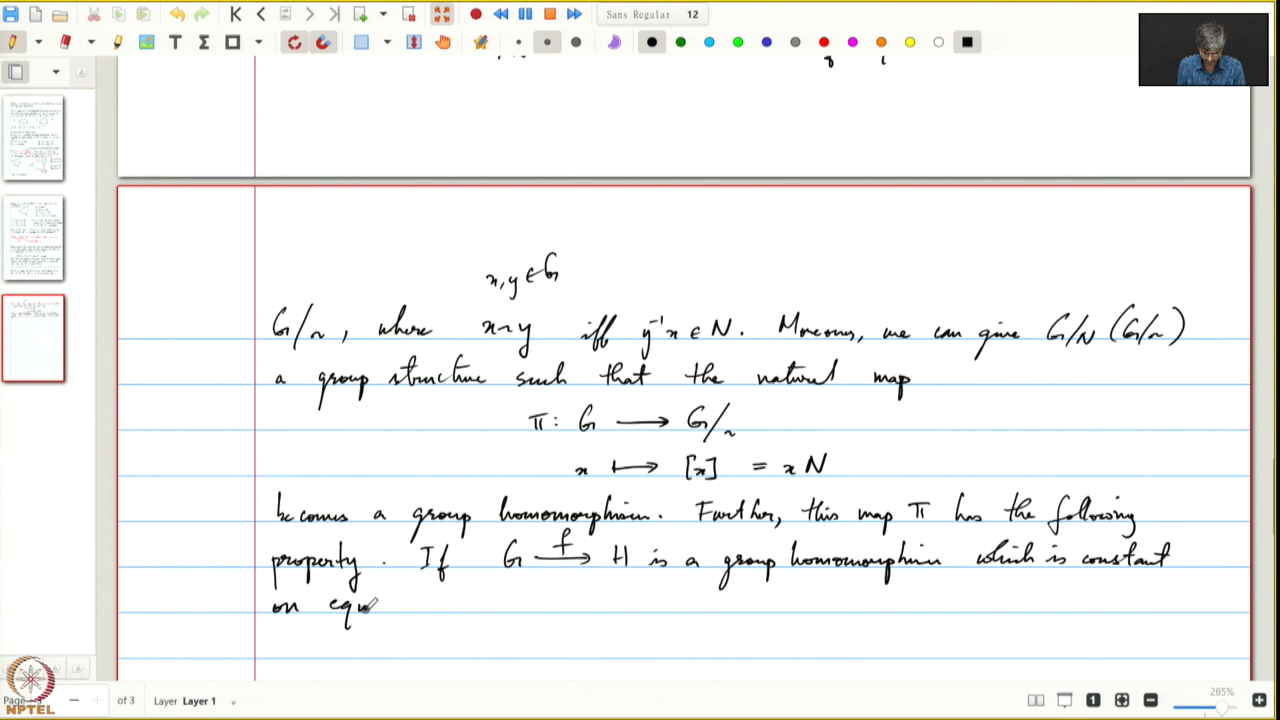 Sans Regular 12
x, y ∈ G
G/~, where x~y iff y⁻¹x ∈ N. Moreover, we can give G/N (G/~)
a group structure such that the natural map
π: G ⟶ G/~
x ⟼ [x] = xN
becomes a group homomorphism. Further, this map π has the following
property. If G \xrightarrow{f} H is a group homomorphism which is constant
on equ
Page
of 3
Layer Layer 1
285%
NPTEL